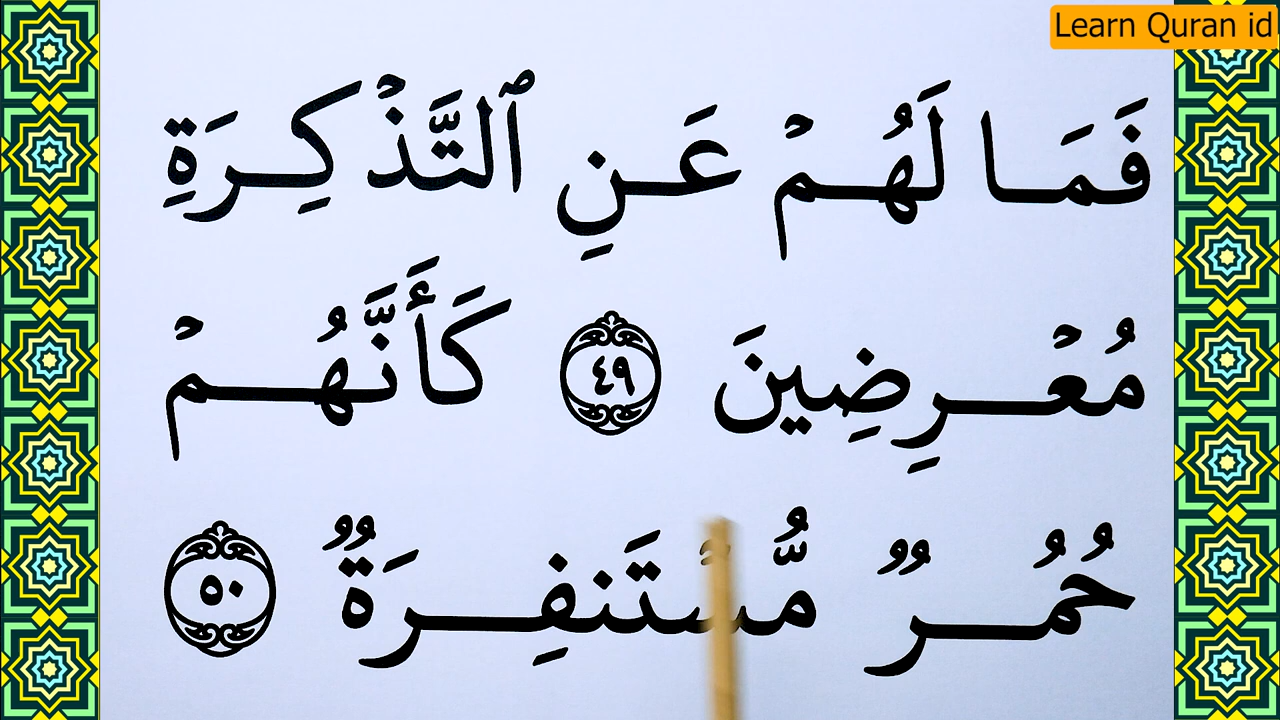 Learn Quran id
فَمَا لَهُمۡ عَنِ ٱلتَّذۡكِرَةِ
مُعۡرِضِينَ ٤٩ كَأَنَّهُمۡ
حُمُرٞ مُّسۡتَنفِرَةٞ ٥٠